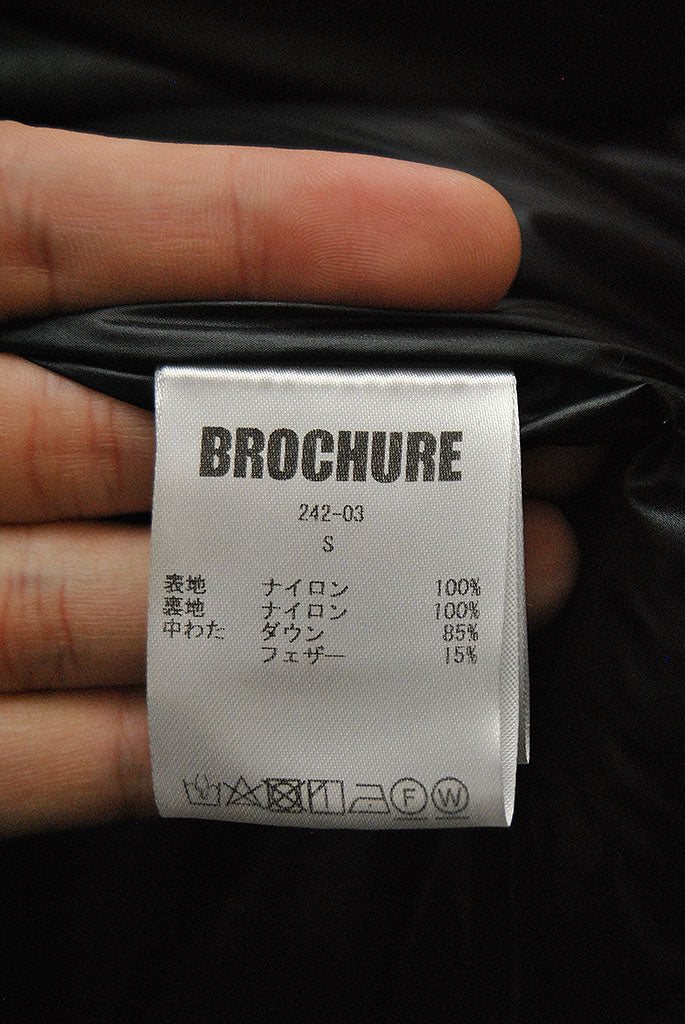 BROCHURE
242-03
S
表地 ナイロン 100%
裏地 ナイロン 100%
中わた ダウン 85%
フェザー 15%
F W